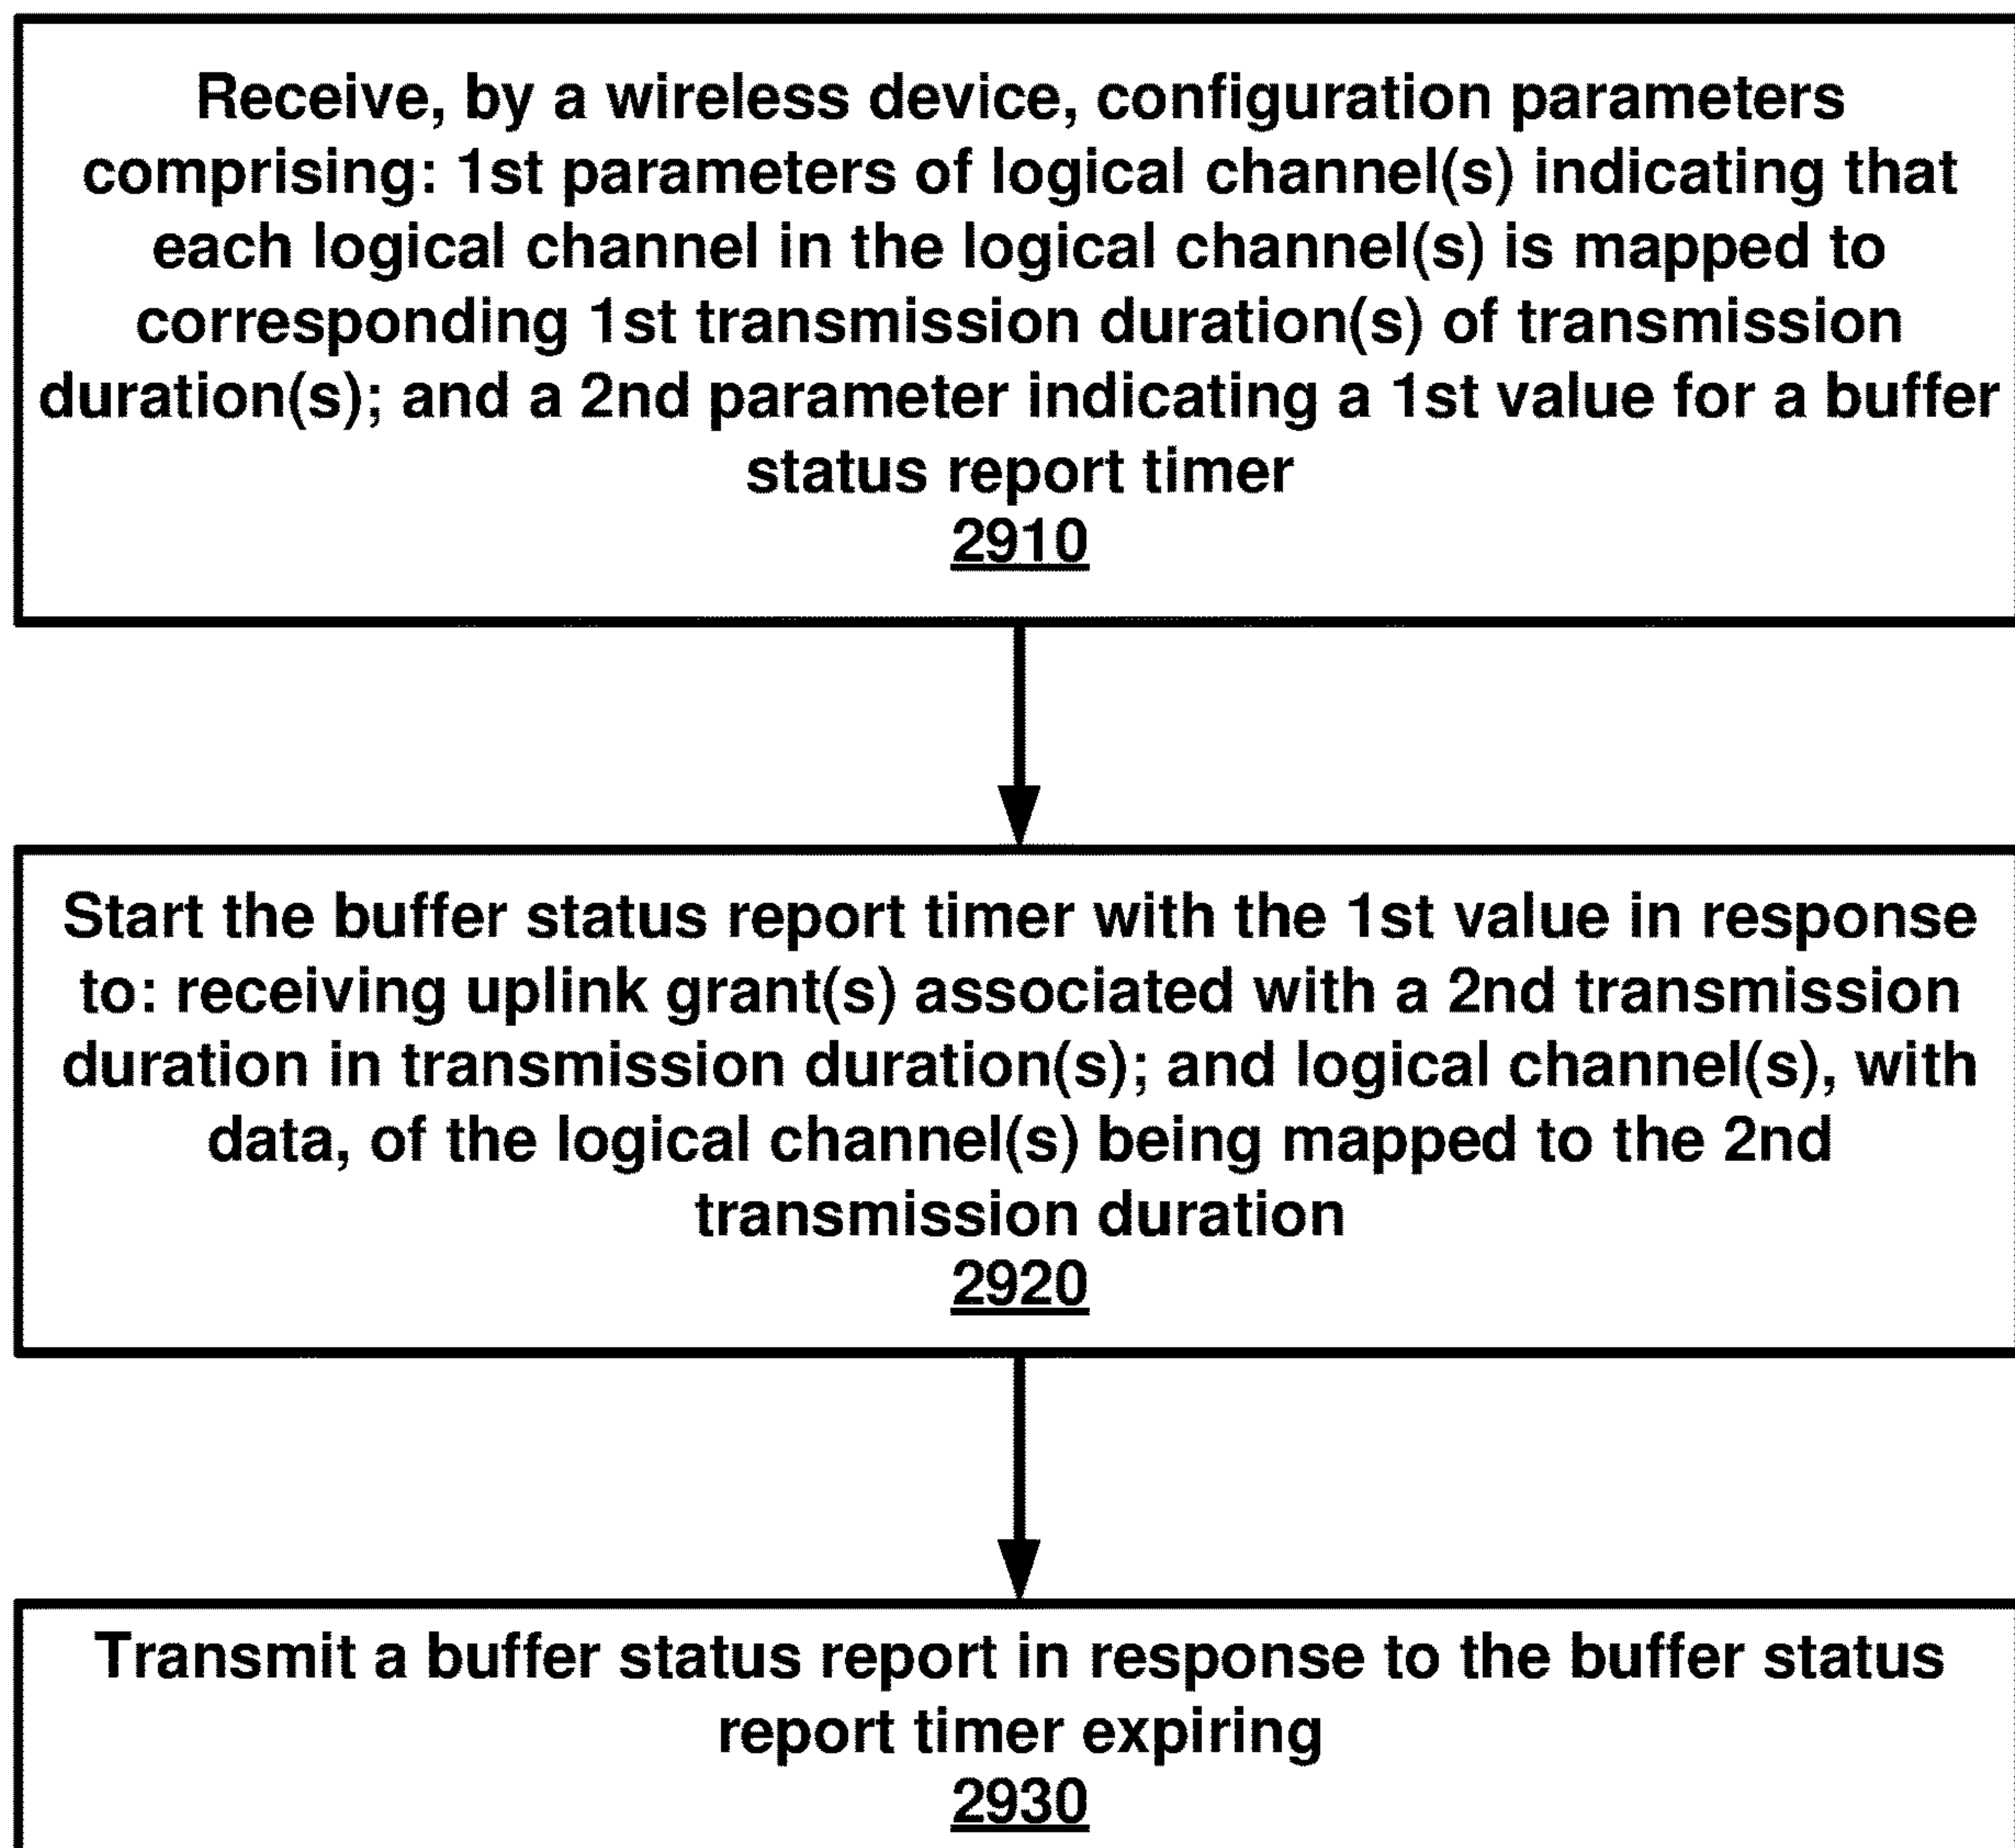 Receive, by a wireless device, configuration parameters
comprising: 1st parameters of logical channel(s) indicating that
each logical channel in the logical channel(s) is mapped to
corresponding 1st transmission duration(s) of transmission
duration(s); and a 2nd parameter indicating a 1st value for a buffer
status report timer
2910
Start the buffer status report timer with the 1st value in response
to: receiving uplink grant(s) associated with a 2nd transmission
duration in transmission duration(s); and logical channel(s), with
data, of the logical channel(s) being mapped to the 2nd
transmission duration
2920
Transmit a buffer status report in response to the buffer status
report timer expiring
2930